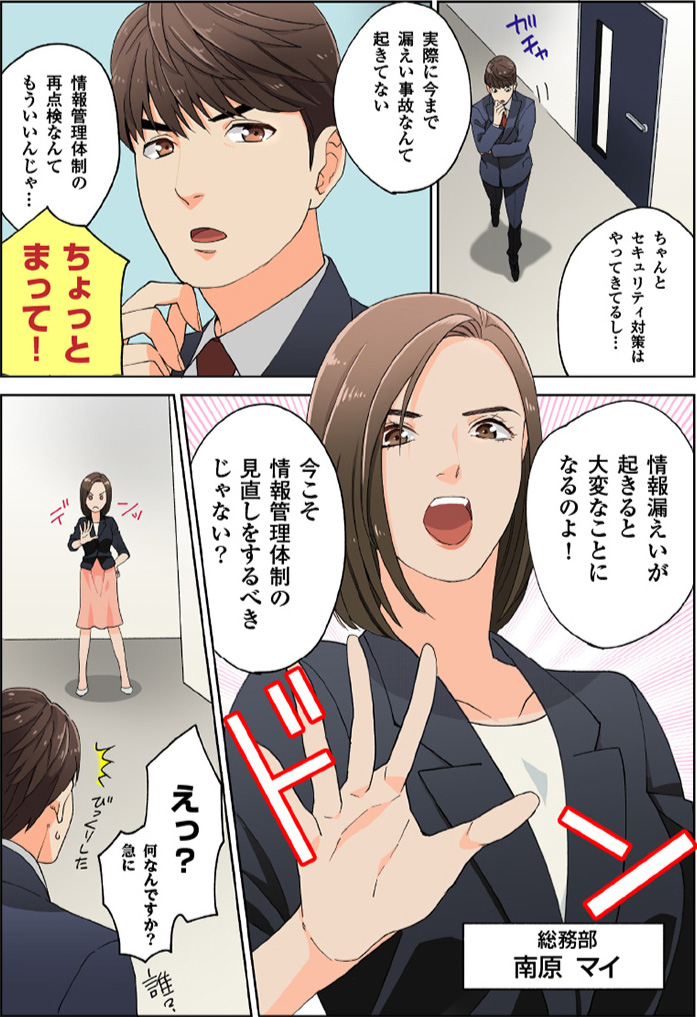 ガチャ
ちゃんと
セキュリティ対策は
やってきてるし…
実際に今まで
漏えい事故なんて
起きてない
情報管理体制の
再点検なんて
もういいんじゃ…
ちょっと
まって!
情報漏えいが
起きると
大変なことに
なるのよ!
今こそ
情報管理体制の
見直しをするべき
じゃない?
ドン
総務部
南原 マイ
ドン
えっ?
何なんですか?
急に
びっくりした
誰?